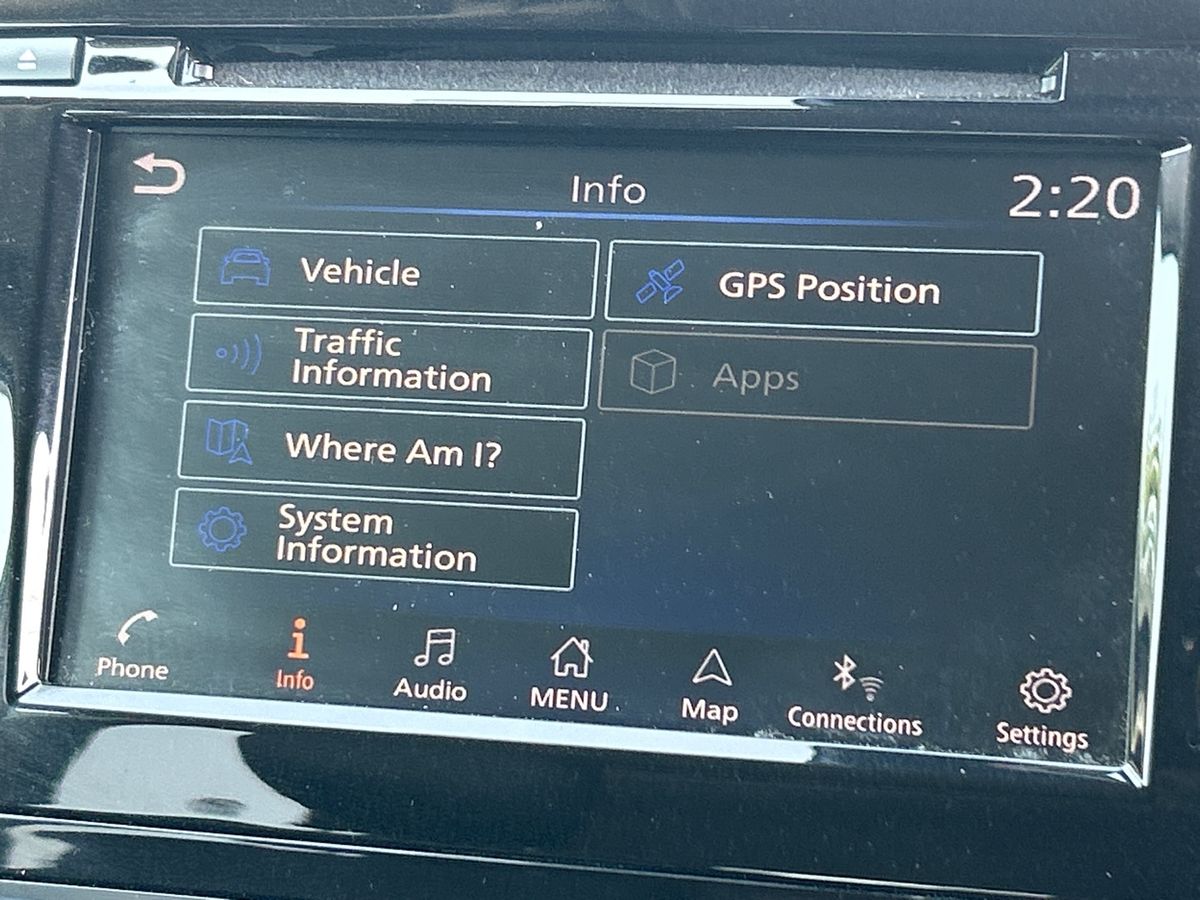 Info
2:20
Vehicle
GPS Position
Traffic
Information
Apps
Where Am I?
System
Information
Phone
Info
Audio
MENU
Map
Connections
Settings